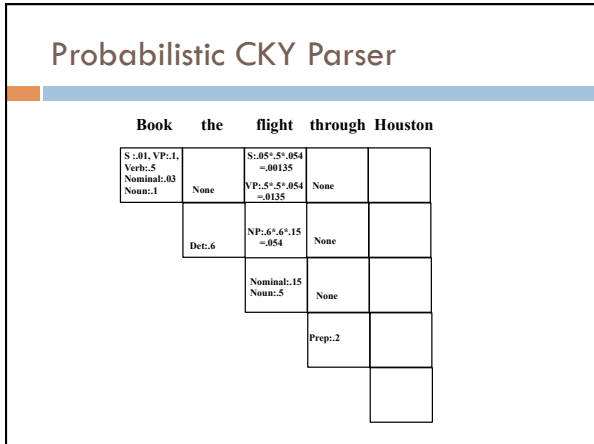 Probabilistic CKY Parser
Book the flight through Houston
S :.01, VP:.1,
Verb:.5
Nominal:.03
Noun:.1
None
S:.05*.5*.054
=.00135
VP:.5*.5*.054
=.0135
None
Det:.6
NP:.6*.6*.15
=.054
None
Nominal:.15
Noun:.5
None
Prep:.2